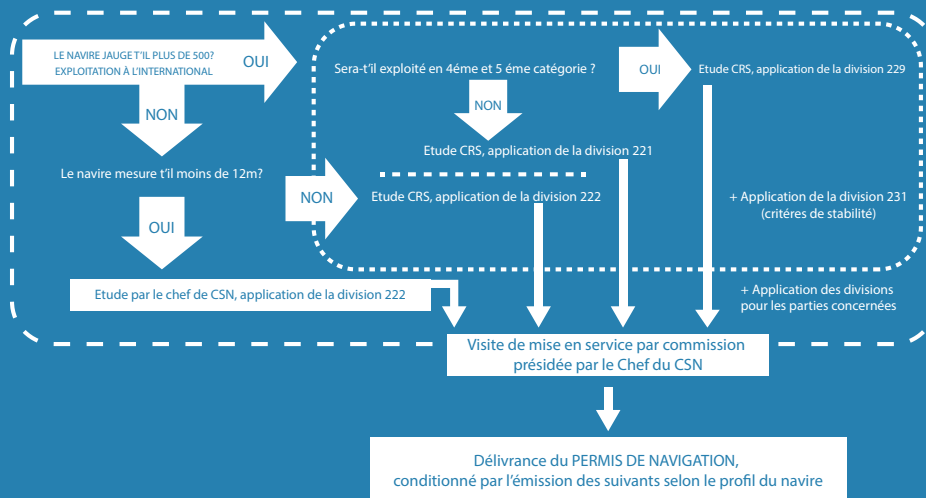 LE NAVIRE JAUGE T'IL PLUS DE 500?
EXPLOITATION À L'INTERNATIONAL
OUI
NON
Le navire mesure t'il moins de 12m?
OUI
NON
Etude par le chef de CSN, application de la division 222
Sera-t'il exploité en 4éme et 5 éme catégorie ?
OUI
Etude CRS, application de la division 229
NON
Etude CRS, application de la division 221
Etude CRS, application de la division 222
+ Application de la division 231
(critéres de stabilité)
+ Application des divisions
pour les parties concernées
Visite de mise en service par commission
présidée par le Chef du CSN
Délivrance du PERMIS DE NAVIGATION,
conditionné par l'émission des suivants selon le profil du navire